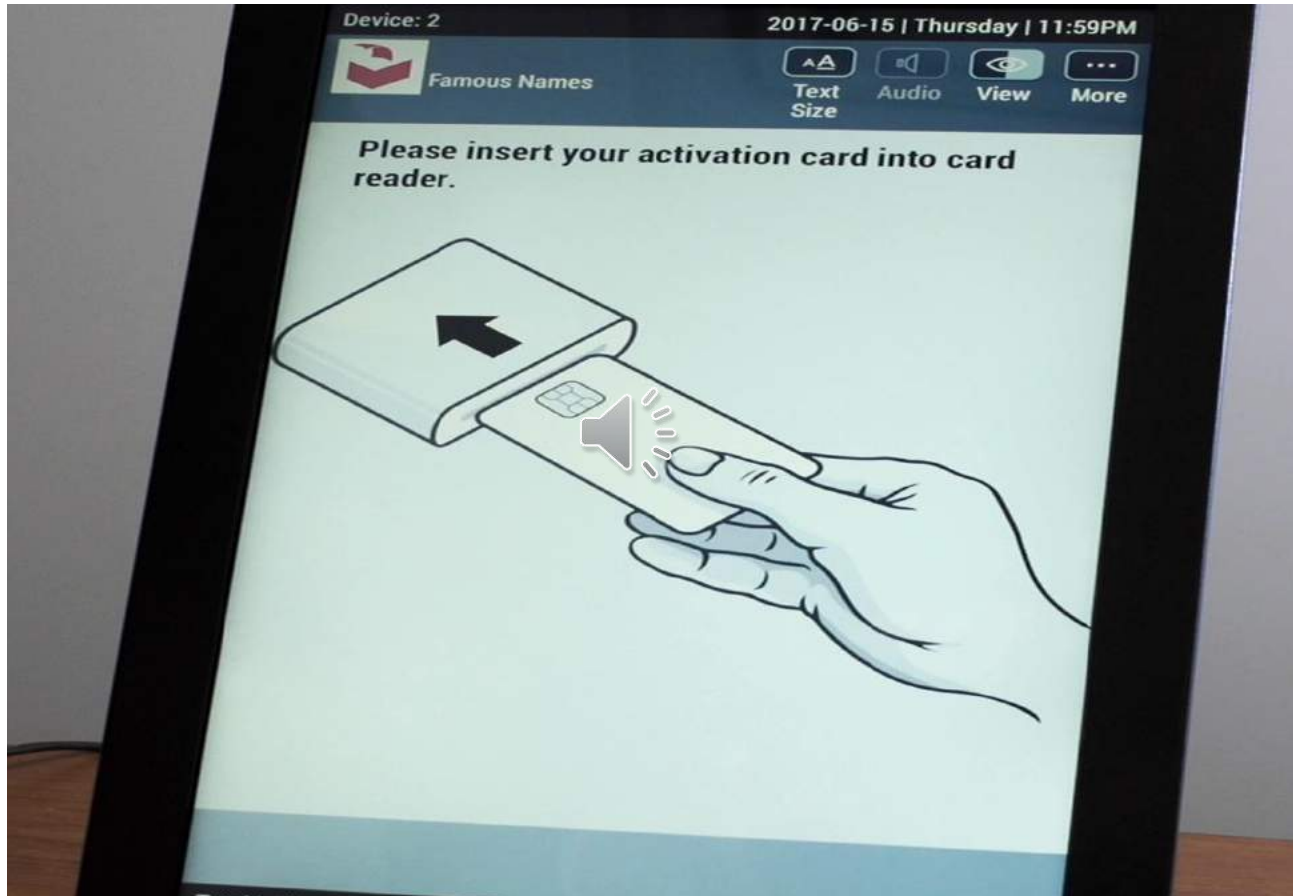 Device: 2
2017-06-15 | Thursday | 11:59PM
Famous Names
AA
Text Size
Audio
View
More
Please insert your activation card into card
reader.